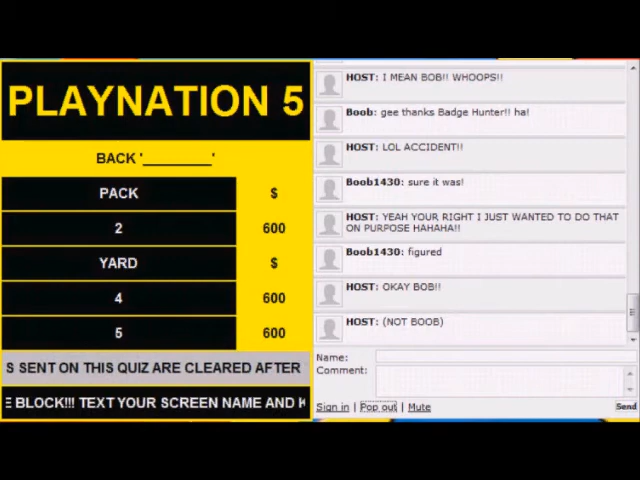 PLAYNATION 5
BACK '________'
PACK $
2 600
YARD $
4 600
5 600
S SENT ON THIS QUIZ ARE CLEARED AFTER
E BLOCK!!! TEXT YOUR SCREEN NAME AND
HOST: I MEAN BOB!! WHOOPS!!
Boob: gee thanks Badge Hunter!! ha!
HOST: LOL ACCIDENT!!
Boob1430: sure it was!
HOST: YEAH YOUR RIGHT I JUST WANTED TO DO THAT
ON PURPOSE HAHAHA!!
Boob1430: figured
HOST: OKAY BOB!!
HOST: (NOT BOOB)
Name:
Comment:
Sign in | Pop out | Mute
Send